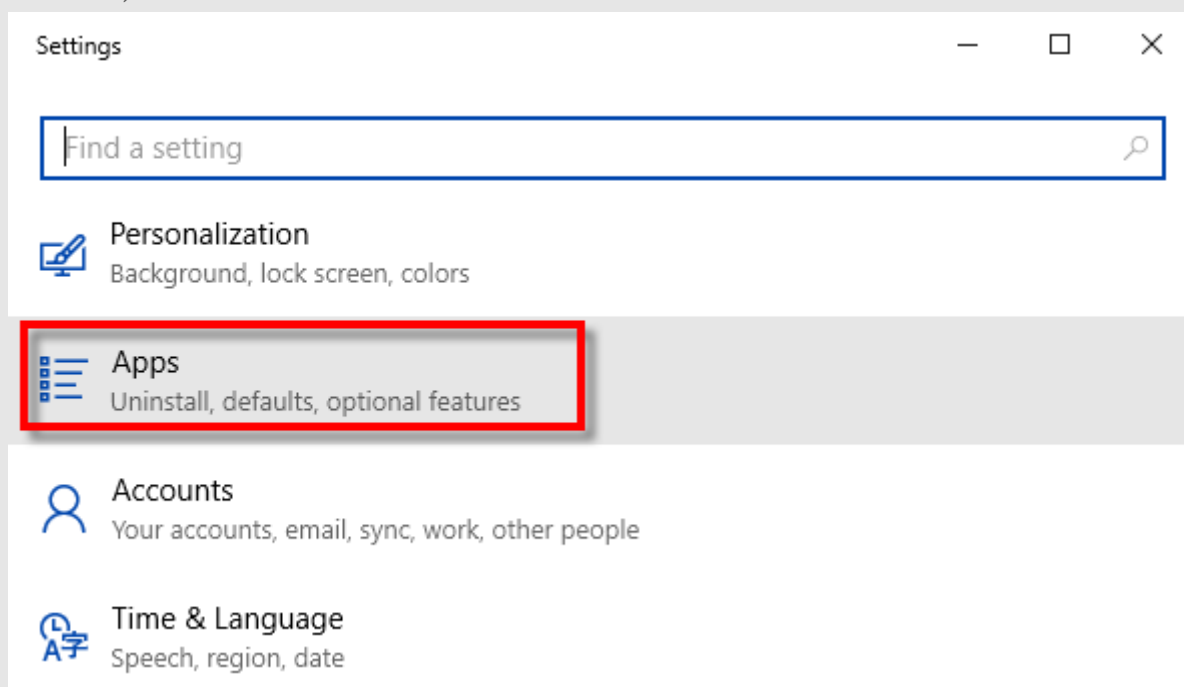 Settings
Find a setting
Personalization
Background, lock screen, colors
Apps
Uninstall, defaults, optional features
Accounts
Your accounts, email, sync, work, other people
Time & Language
Speech, region, date